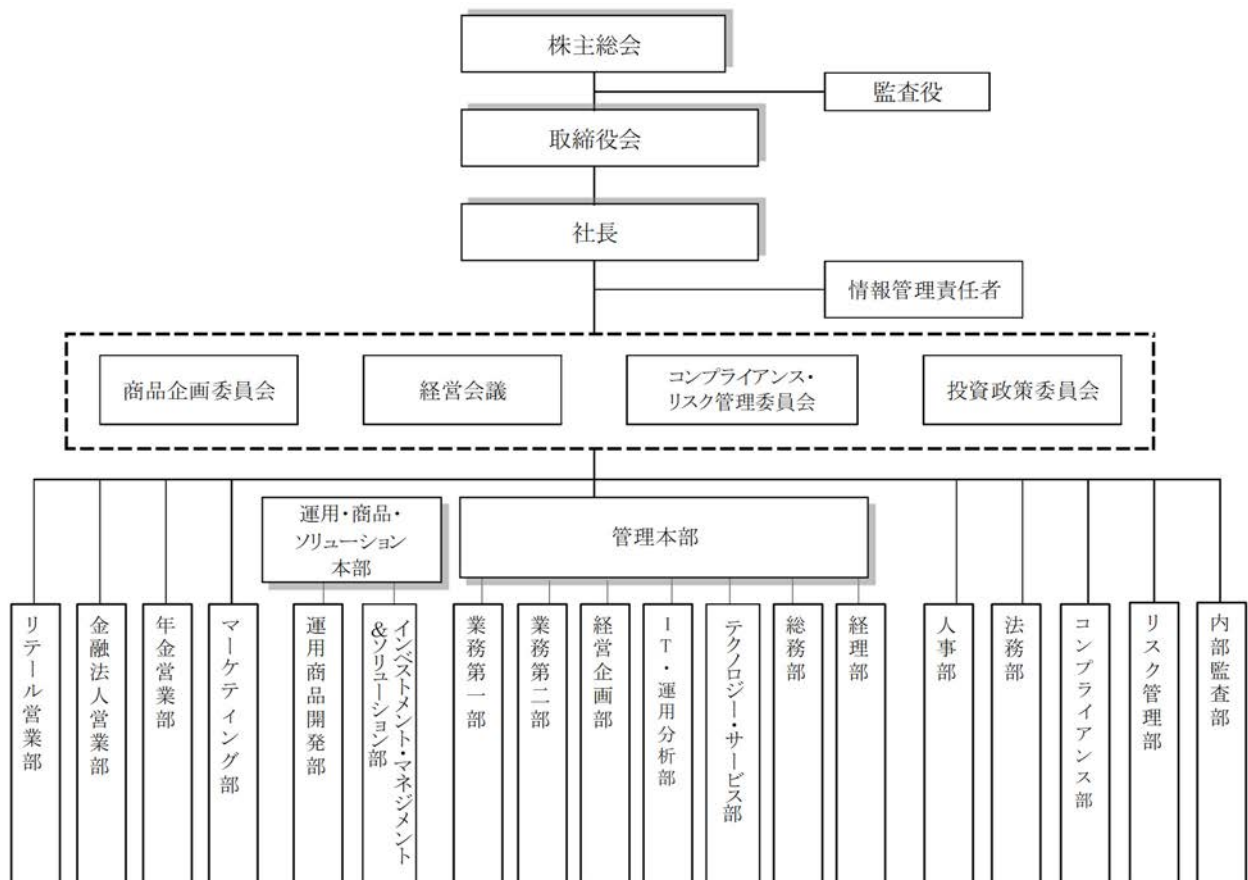 株主総会
監査役
取締役会
社長
情報管理責任者
商品企画委員会
経営会議
コンプライアンス・
リスク管理委員会
投資政策委員会
運用・商品・
ソリューション
本部
管理本部
リテール営業部
金融法人営業部
年金営業部
マーケティング部
運用商品開発部
インベストメント・マネジメント
&ソリューション部
業務第一部
業務第二部
経営企画部
IT・運用分析部
テクノロジー・サービス部
総務部
経理部
人事部
法務部
コンプライアンス部
リスク管理部
内部監査部